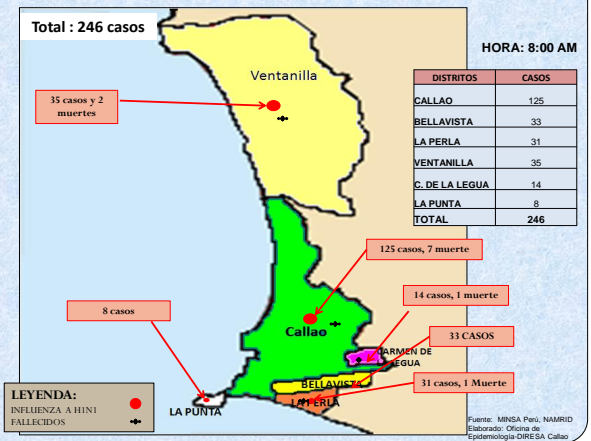 Total : 246 casos
HORA: 8:00 AM
Ventanilla
35 casos y 2
muertes
DISTRITOS CASOS
CALLAO 125
BELLAVISTA 33
LA PERLA 31
VENTANILLA 35
C. DE LA LEGUA 14
LA PUNTA 8
TOTAL 246
125 casos, 7 muerte
14 casos, 1 muerte
8 casos
Callao
33 CASOS
CARMEN DE
LEGUA
BELLAVISTA
31 casos, 1 Muerte
LA PERLA
LA PUNTA
LEYENDA:
INFLUENZA A H1N1
FALLECIDOS
Fuente: MINSA Perú, NAMRID
Elaborado: Oficina de
Epidemiología-DIRESA Callao